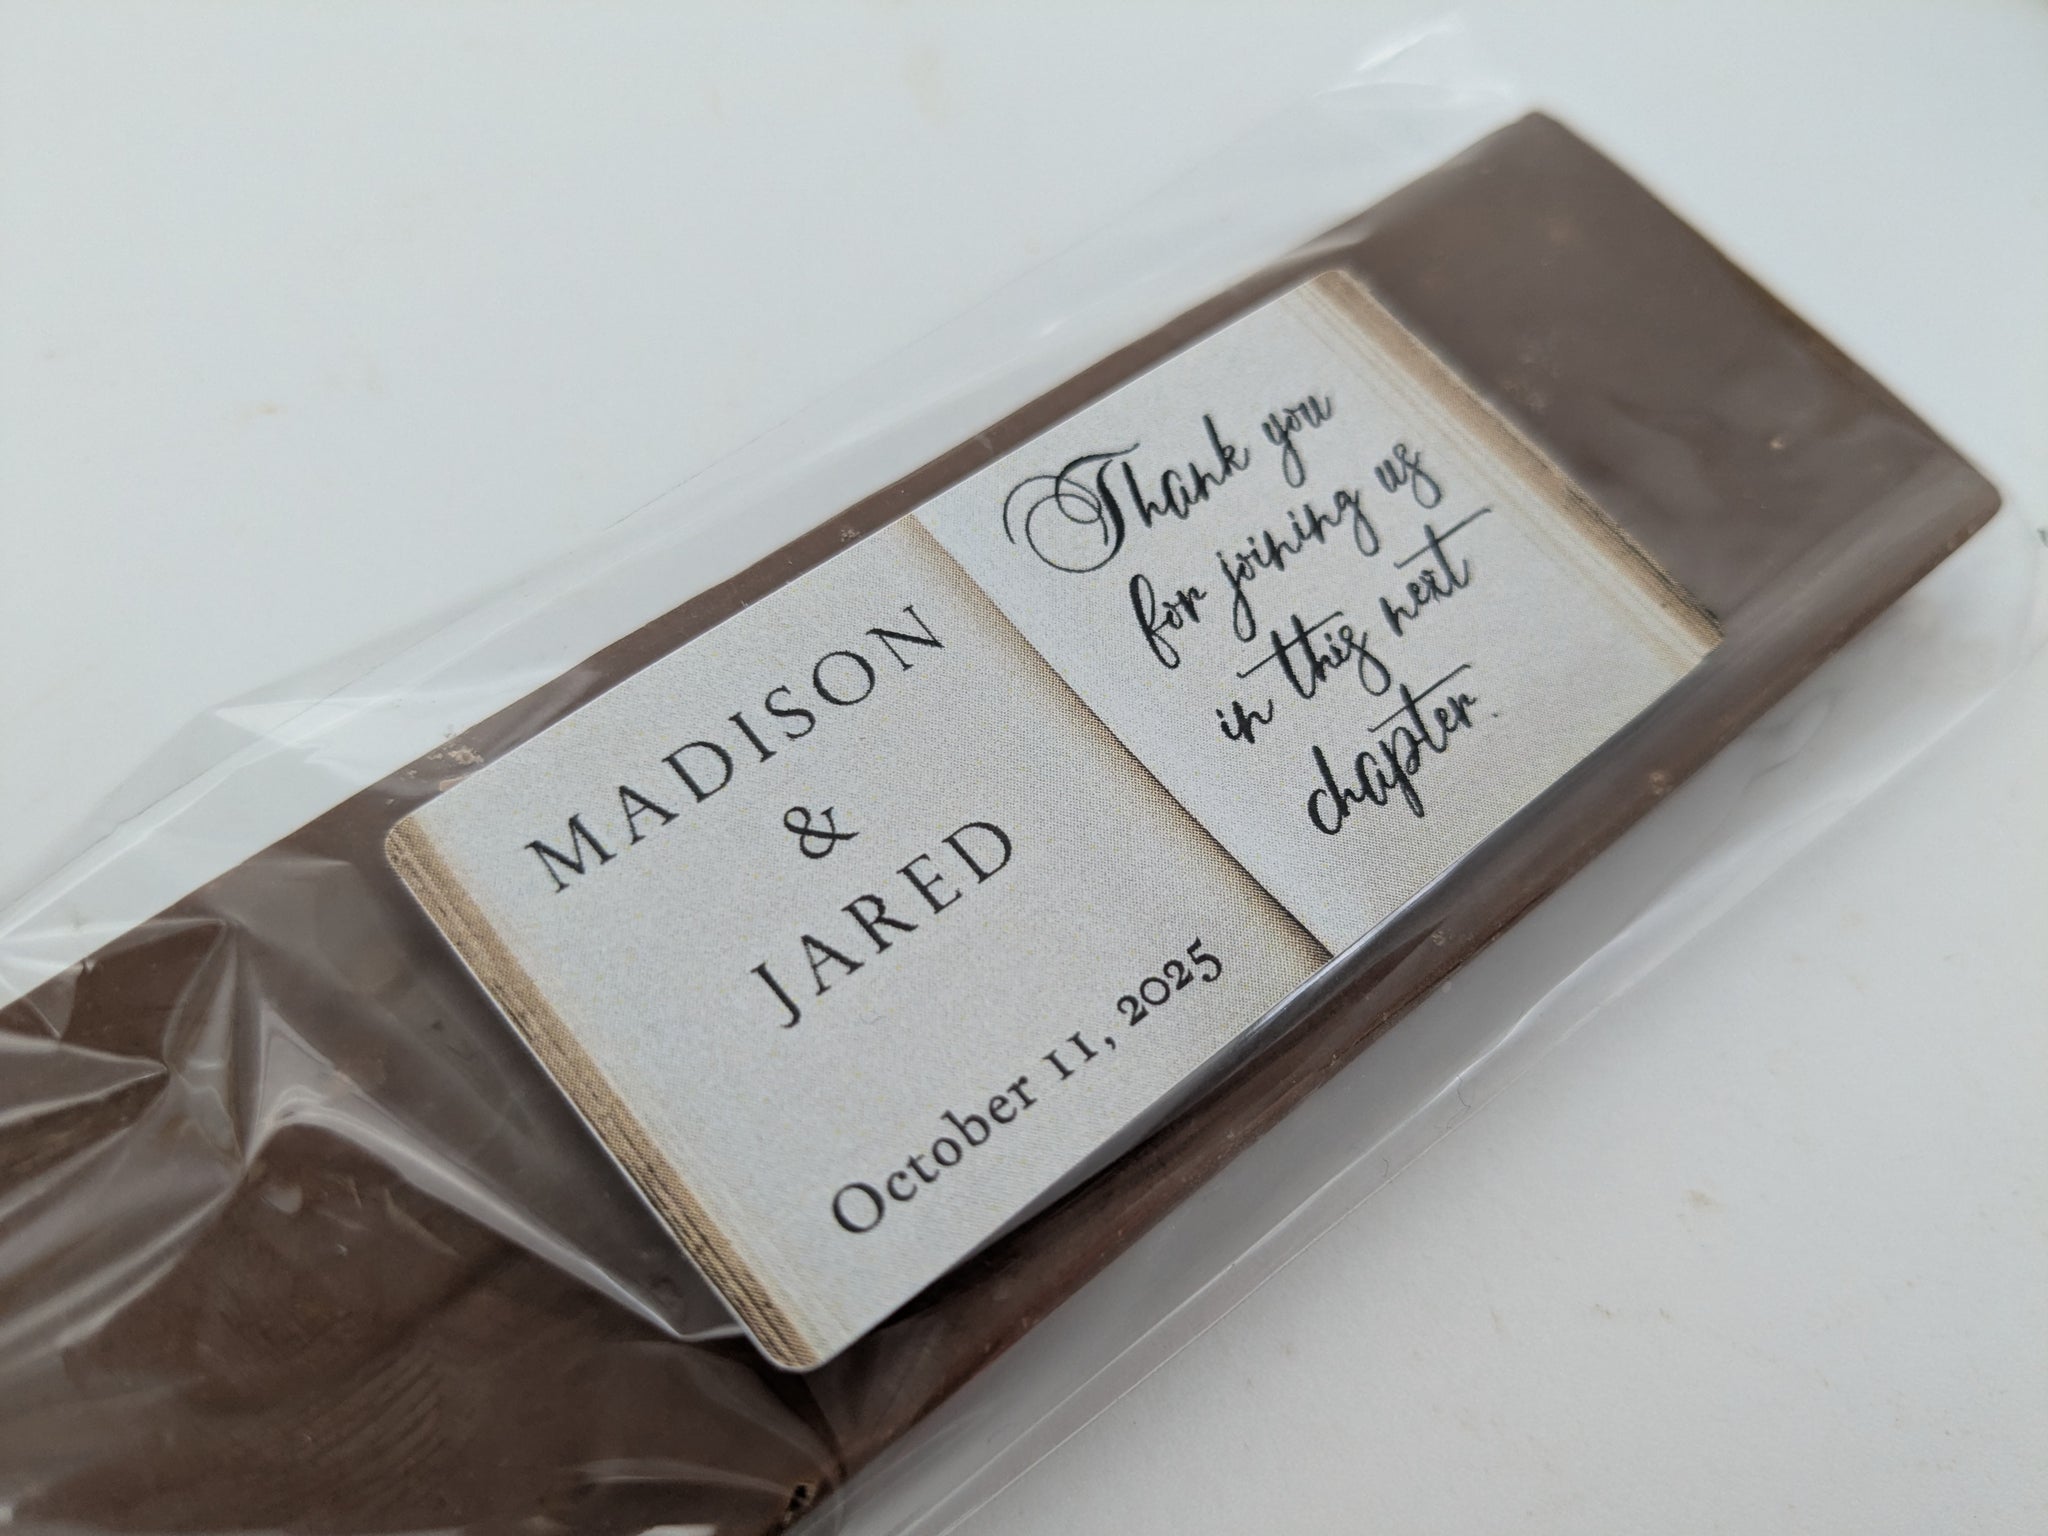 MADISON
&
JARED
October 11, 2025
Thank you
for joining us
in this next
chapter.